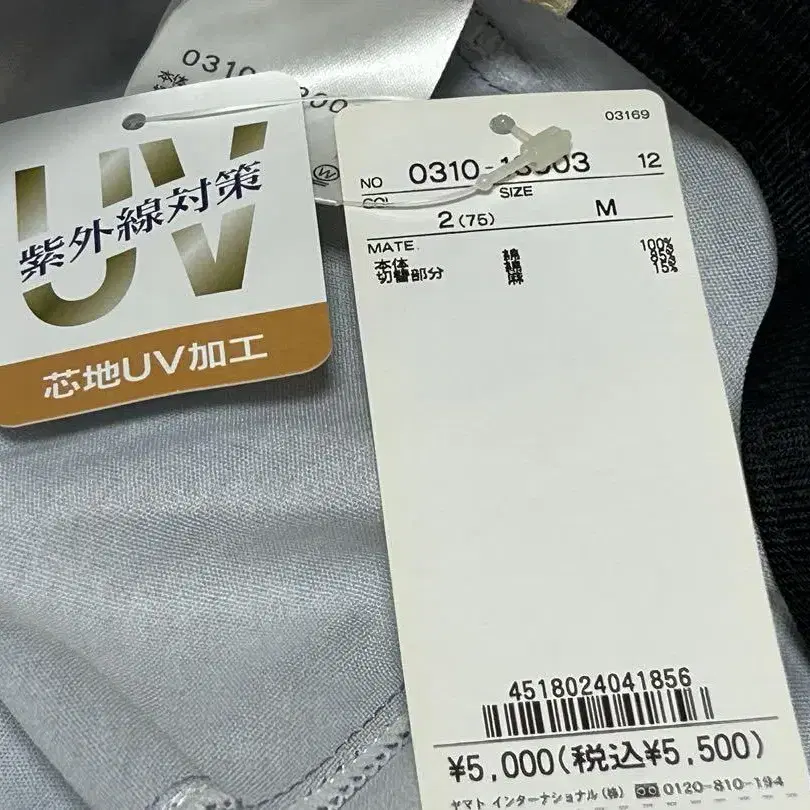 UV
紫外線対策
芯地UV加工
03169
NO 0310- 12
COL SIZE
2(75) M
MATE.
本体 綿 100%
切替部分 綿 85%
麻 15%
4518024041856
¥5,000(税込¥5,500)
ヤマト インターナショナル(株) 0120-810-194